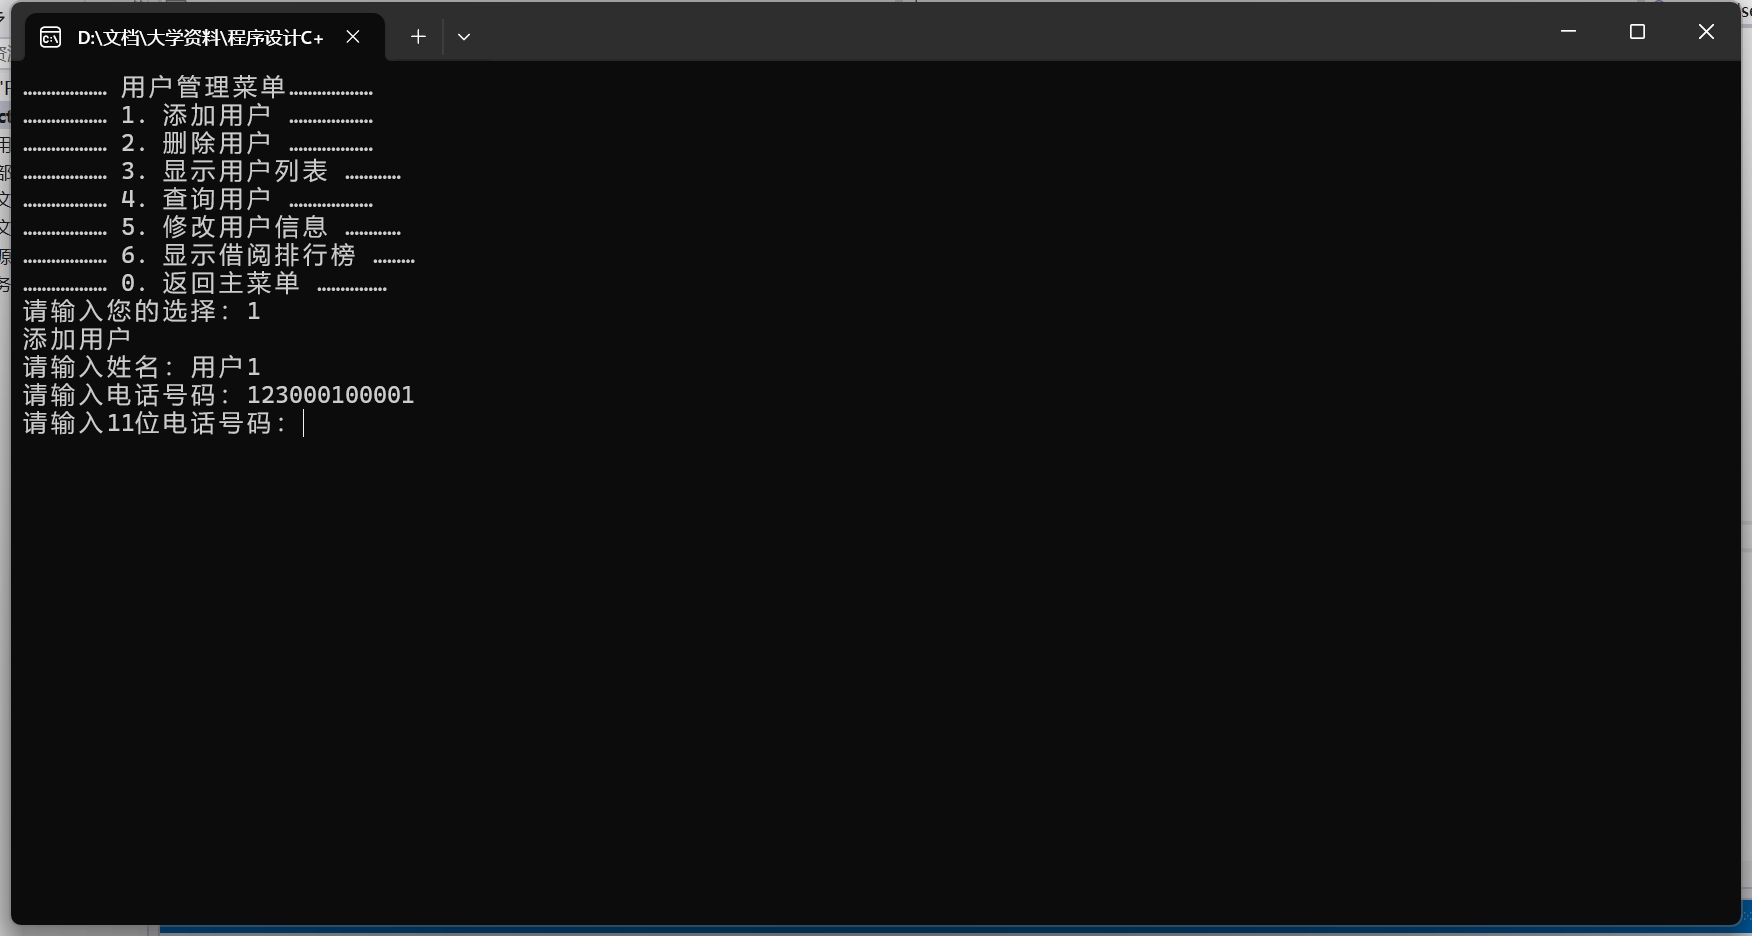 D:\文档\大学资料\程序设计C+
……………… 用户管理菜单………………
……………… 1. 添加用户 ………………
……………… 2. 删除用户 ………………
……………… 3. 显示用户列表 …………
……………… 4. 查询用户 ………………
……………… 5. 修改用户信息 …………
……………… 6. 显示借阅排行榜 ………
……………… 0. 返回主菜单 ……………
请输入您的选择: 1
添加用户
请输入姓名: 用户1
请输入电话号码: 123000100001
请输入11位电话号码: